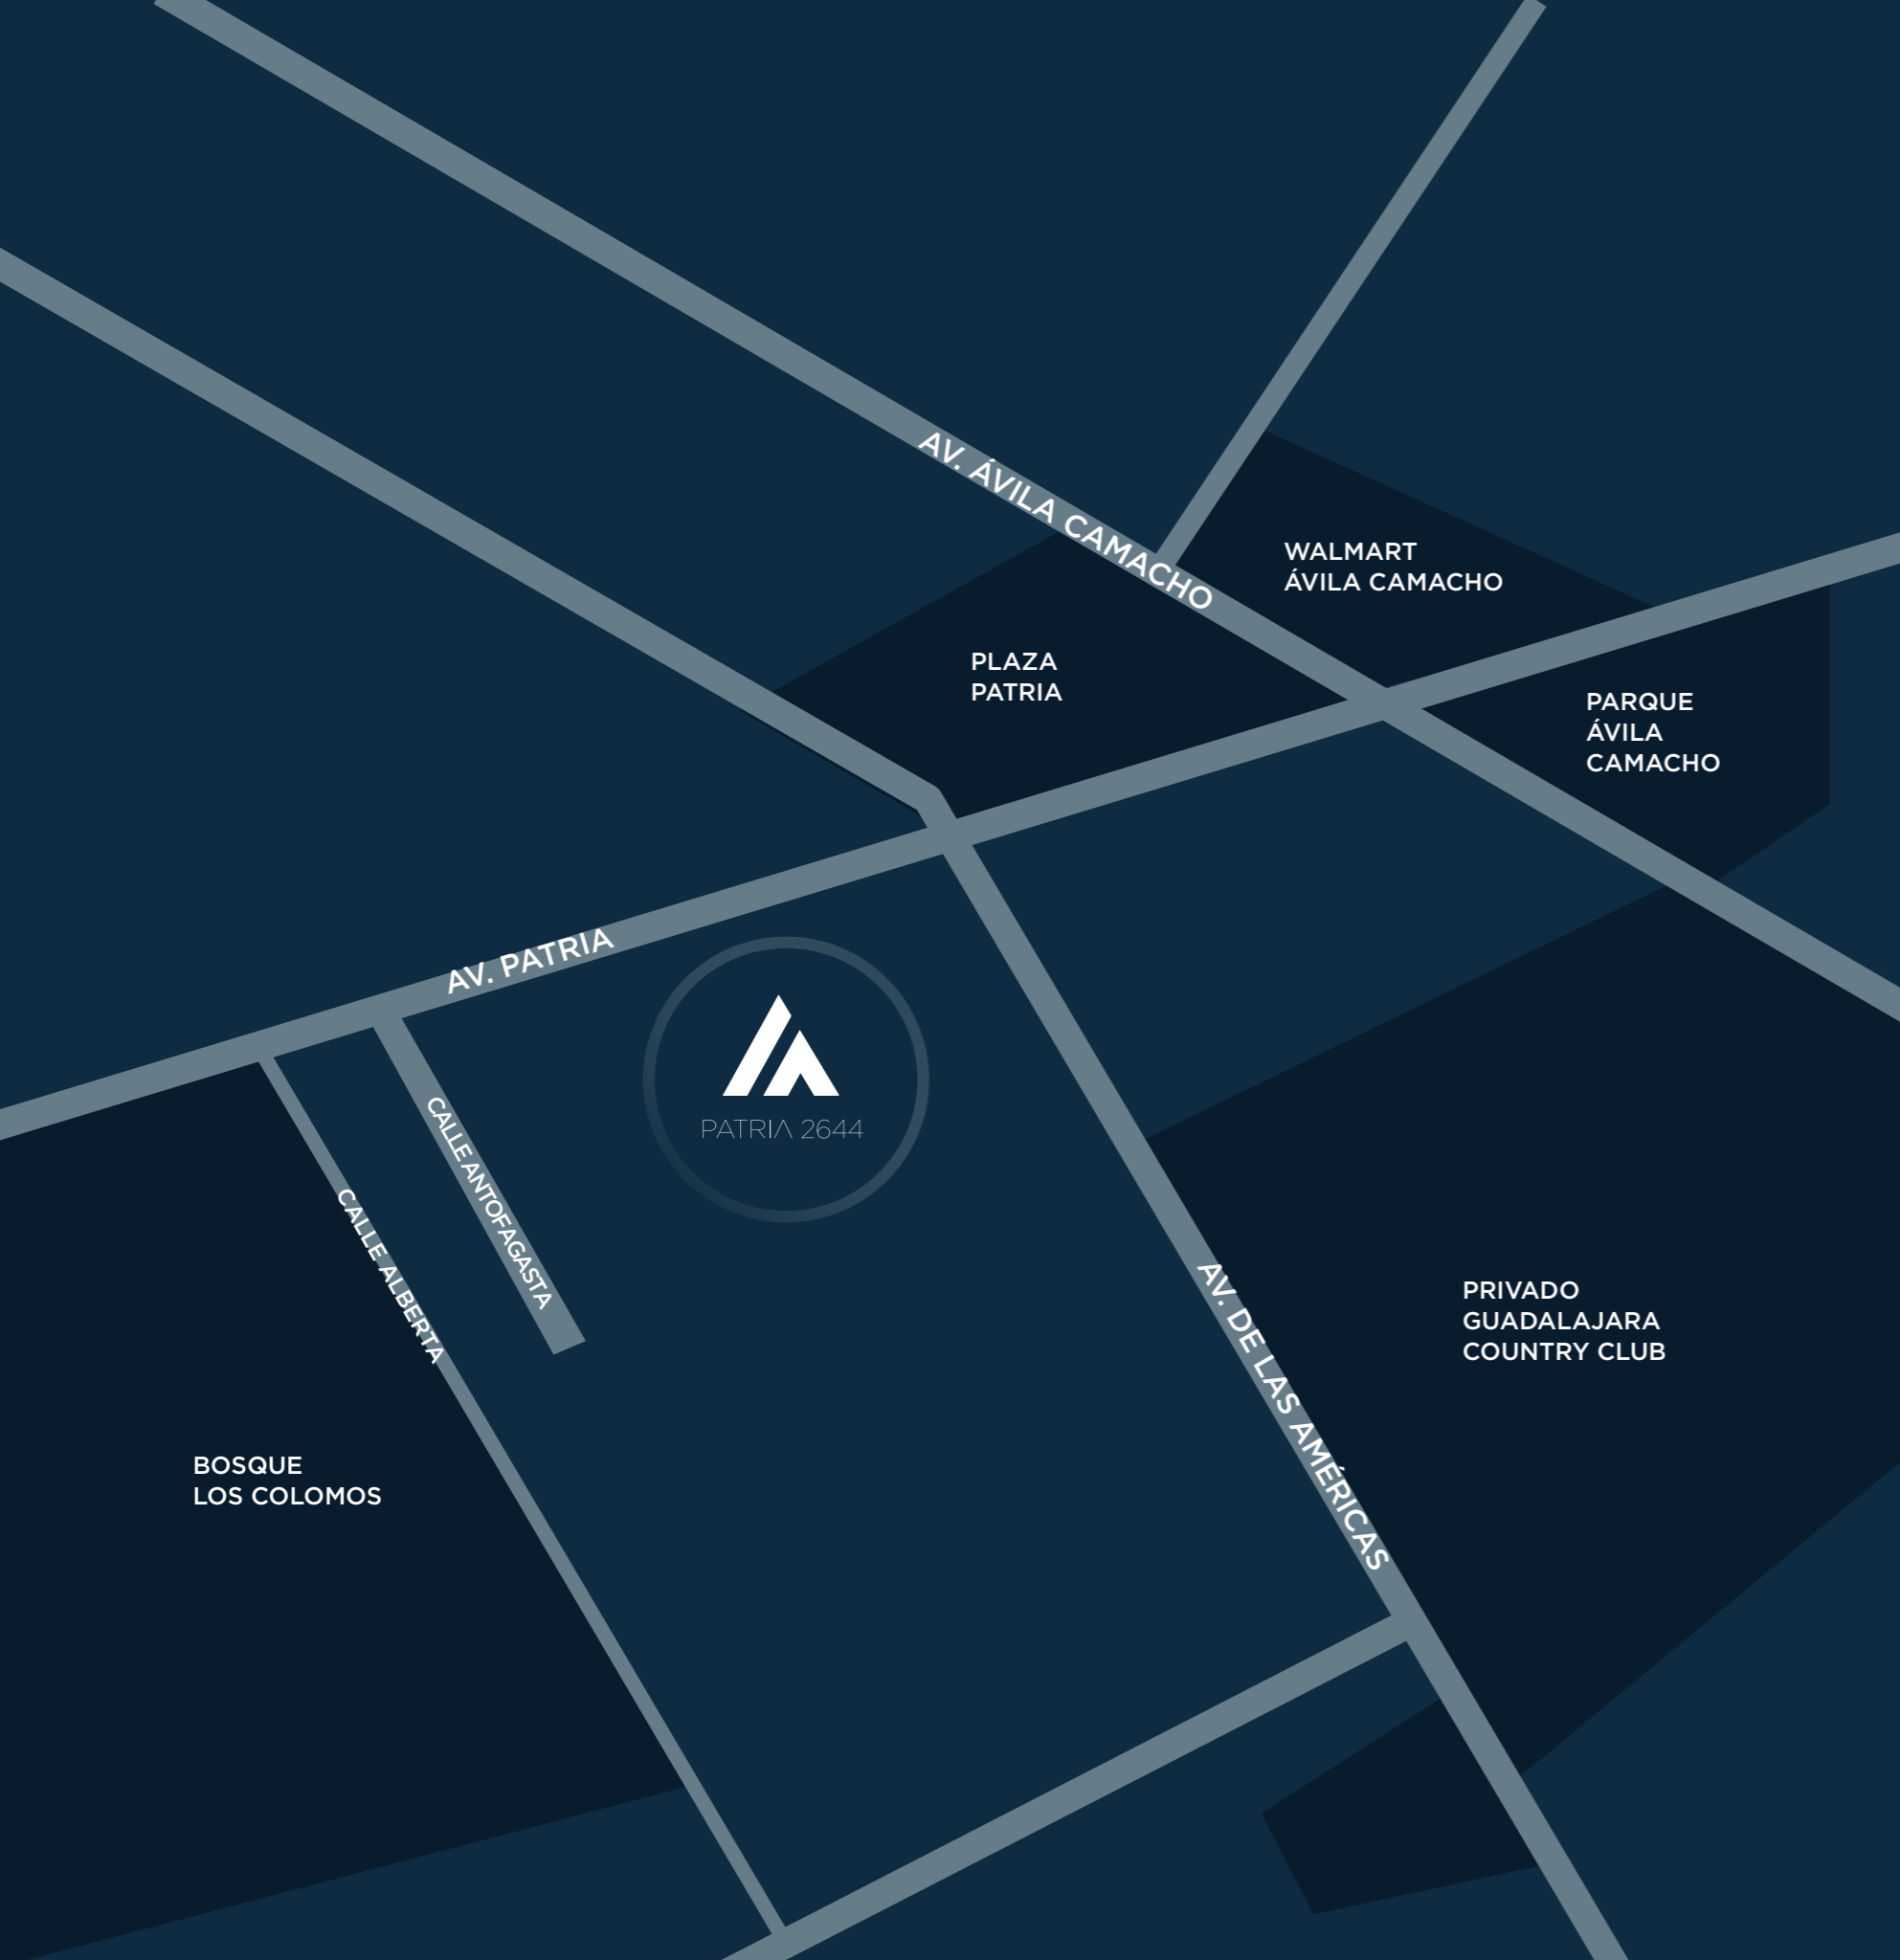 AV. ÁVILA CAMACHO
WALMART
ÁVILA CAMACHO
PLAZA
PATRIA
PARQUE
ÁVILA
CAMACHO
AV. PATRIA
PATRIA 2644
CALLE ANTOFAGASTA
CALLE ALBERTA
AV. DE LAS AMÉRICAS
PRIVADO
GUADALAJARA
COUNTRY CLUB
BOSQUE
LOS COLOMOS